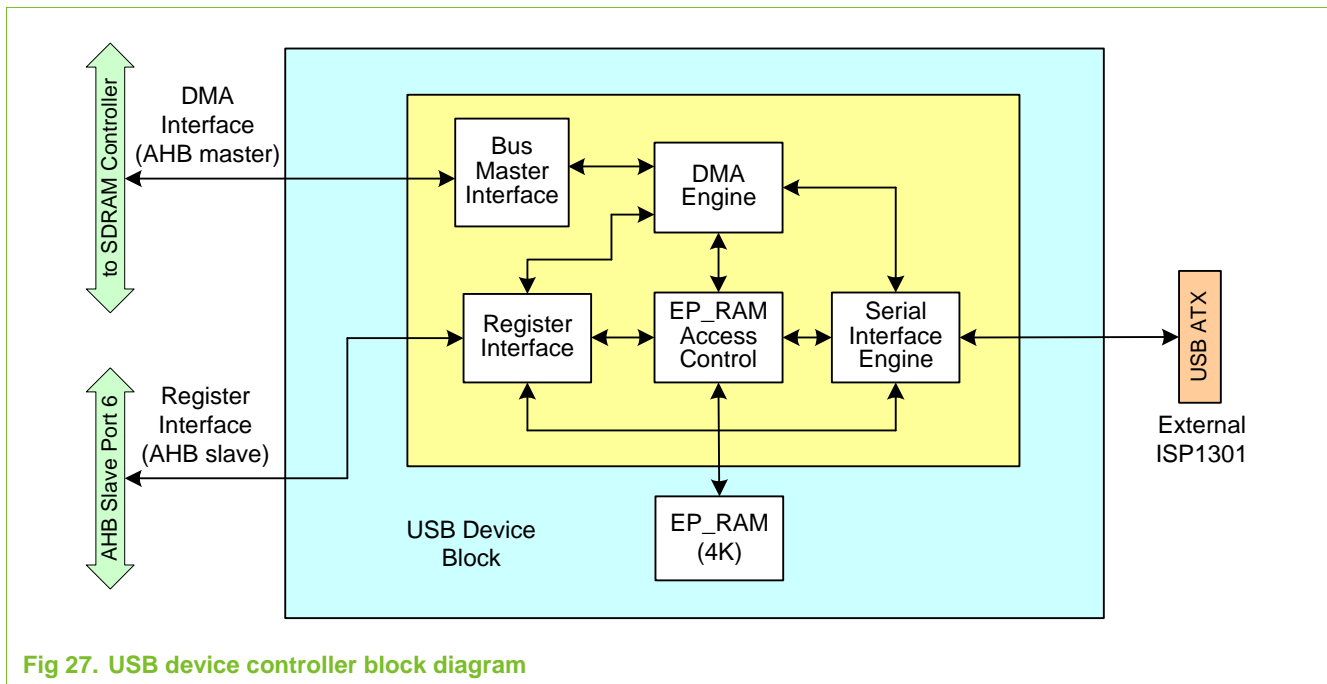 to SDRAM Controller
DMA
Interface
(AHB master)
Bus
Master
Interface
DMA
Engine
Register
Interface
EP_RAM
Access
Control
Serial
Interface
Engine
USB ATX
External
ISP1301
AHB Slave Port 6
Register
Interface
(AHB slave)
USB Device
Block
EP_RAM
(4K)
Fig 27. USB device controller block diagram